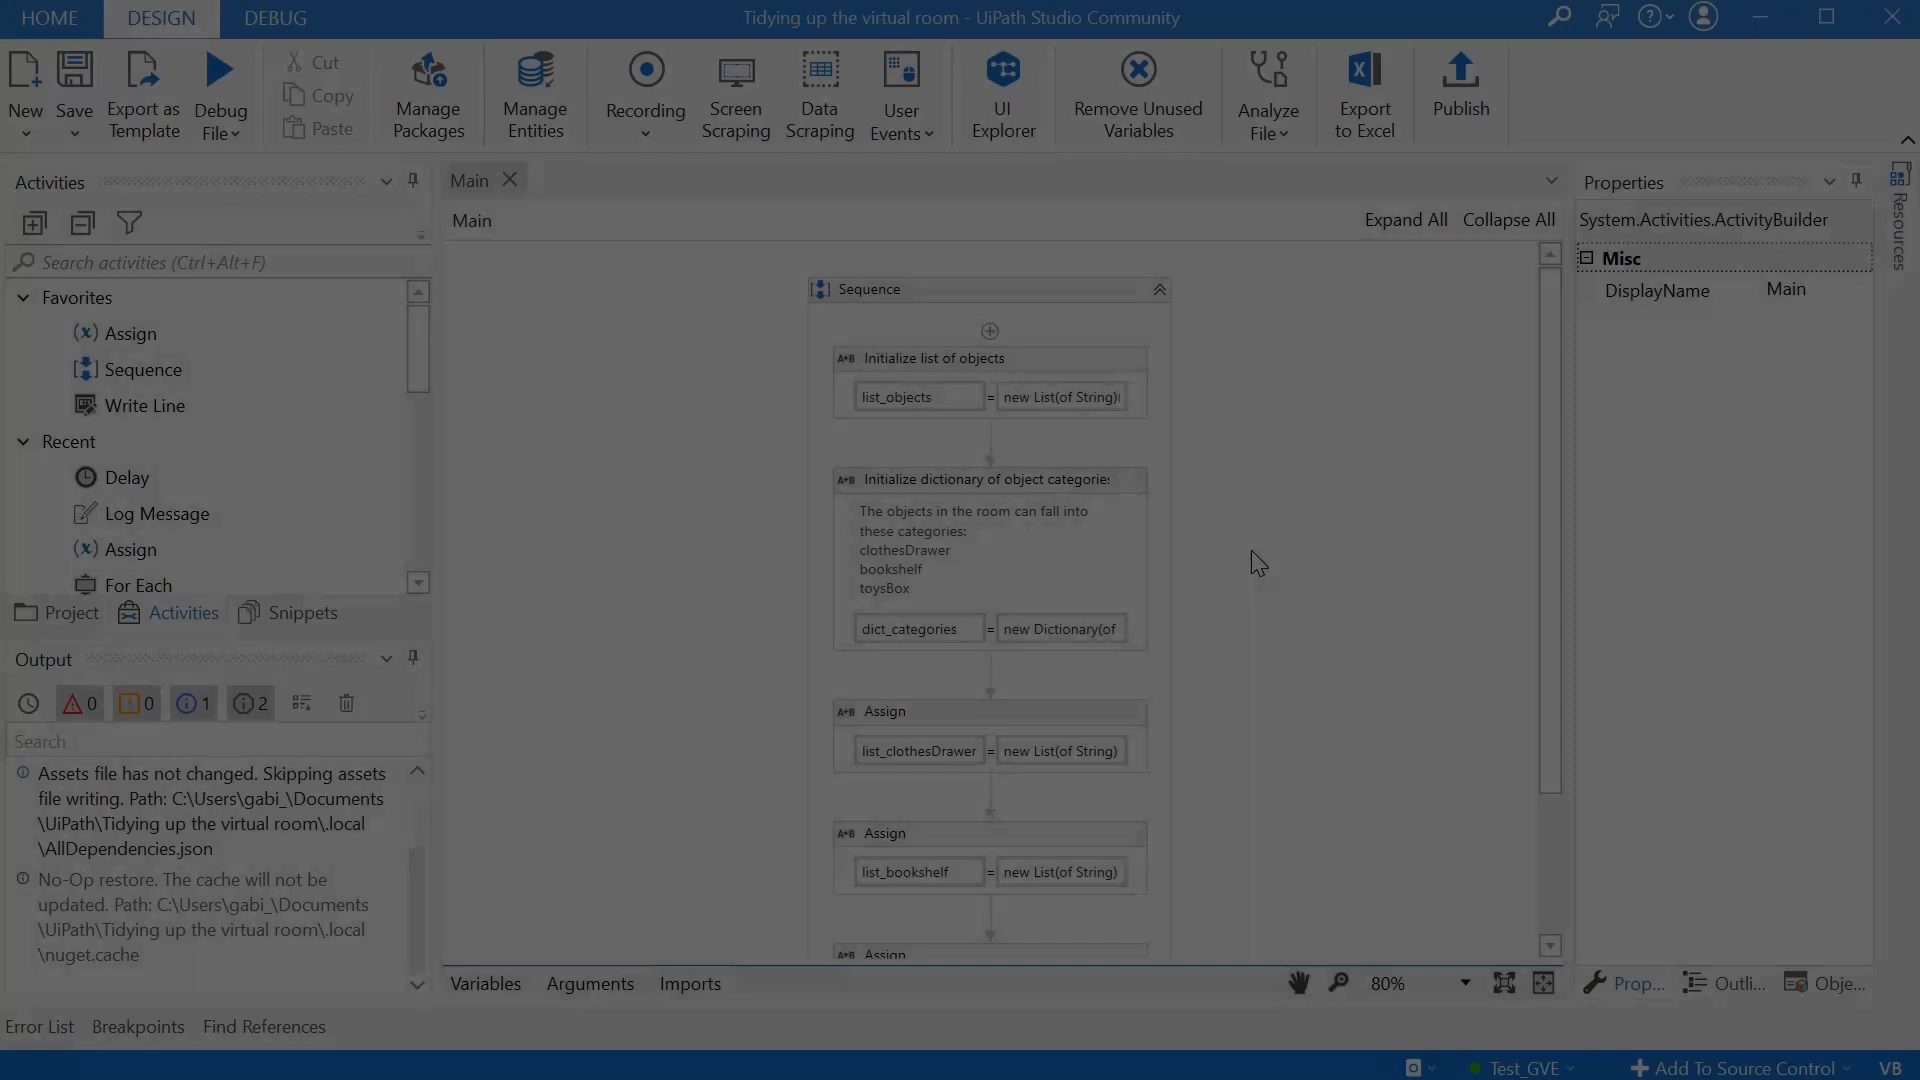 HOME DESIGN DEBUG
Tidying up the virtual room - UiPath Studio Community
New
Save
Export as
Template
Debug
File
Cut
Copy
Paste
Manage
Packages
Manage
Entities
Recording
Screen
Scraping
Data
Scraping
User
Events
UI
Explorer
Remove Unused
Variables
Analyze
File
Export
to Excel
Publish
Activities
Search activities (Ctrl+Alt+F)
Favorites
Assign
Sequence
Write Line
Recent
Delay
Log Message
Assign
For Each
Project Activities Snippets
Output
0 0 1 2
Search
Assets file has not changed. Skipping assets
file writing. Path: C:\Users\gabi_\Documents
\UiPath\Tidying up the virtual room\.local
\AllDependencies.json
No-Op restore. The cache will not be
updated. Path: C:\Users\gabi_\Documents
\UiPath\Tidying up the virtual room\.local
\nuget.cache
Error List Breakpoints Find References
Main
Main
Expand All Collapse All
Sequence
A*B Initialize list of objects
list_objects = new List(of String)(
A*B Initialize dictionary of object categories
The objects in the room can fall into
these categories:
clothesDrawer
bookshelf
toysBox
dict_categories = new Dictionary(of
A*B Assign
list_clothesDrawer = new List(of String)
A*B Assign
list_bookshelf = new List(of String)
A*B Assign
Variables Arguments Imports
80%
Properties
System.Activities.ActivityBuilder
Misc
DisplayName Main
Resources
Prop... Outli... Obje...
Test_GVE
Add To Source Control
VB